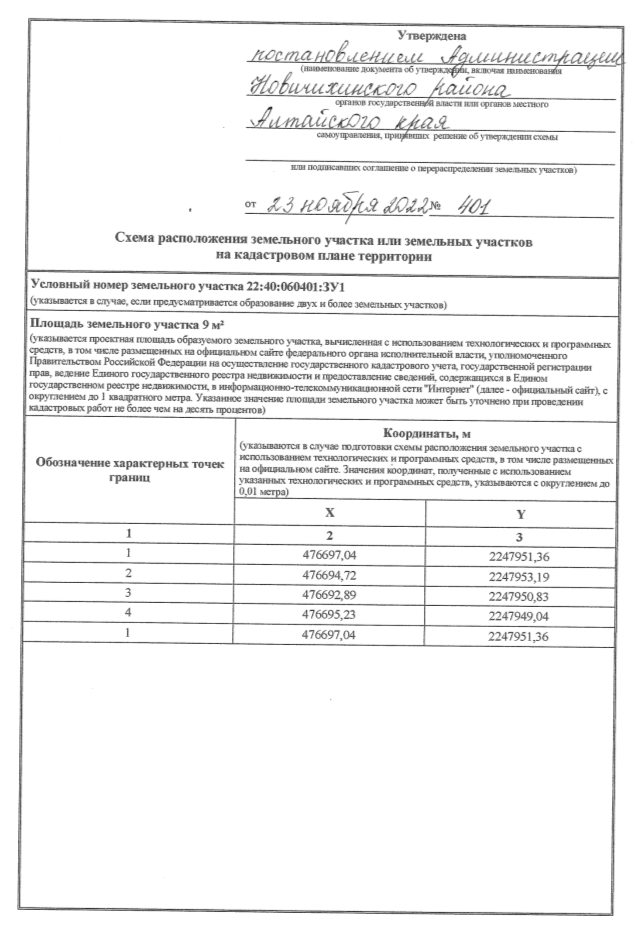 Утверждена
постановлением Администрации
(наименование документа об утверждении, включая наименования
Новичихинского района
органов государственной власти или органов местного
Алтайского края
самоуправления, принявших решение об утверждении схемы
или подписавших соглашение о перераспределении земельных участков)
от 23 ноября 2022 № 401
Схема расположения земельного участка или земельных участков
на кадастровом плане территории
Условный номер земельного участка 22:40:060401:ЗУ1
(указывается в случае, если предусматривается образование двух и более земельных участков)
Площадь земельного участка 9 м²
(указывается проектная площадь образуемого земельного участка, вычисленная с использованием технологических и программных
средств, в том числе размещенных на официальном сайте федерального органа исполнительной власти, уполномоченного
Правительством Российской Федерации на осуществление государственного кадастрового учета, государственной регистрации
прав, ведение Единого государственного реестра недвижимости и предоставление сведений, содержащихся в Едином
государственном реестре недвижимости, в информационно-телекоммуникационной сети "Интернет" (далее - официальный сайт), с
округлением до 1 квадратного метра. Указанное значение площади земельного участка может быть уточнено при проведении
кадастровых работ не более чем на десять процентов)
Обозначение характерных точек
границ
Координаты, м
(указываются в случае подготовки схемы расположения земельного участка с
использованием технологических и программных средств, в том числе размещенных
на официальном сайте. Значения координат, полученные с использованием
указанных технологических и программных средств, указываются с округлением до
0,01 метра)
X Y
1 2 3
1 476697,04 2247951,36
2 476694,72 2247953,19
3 476692,89 2247950,83
4 476695,23 2247949,04
1 476697,04 2247951,36